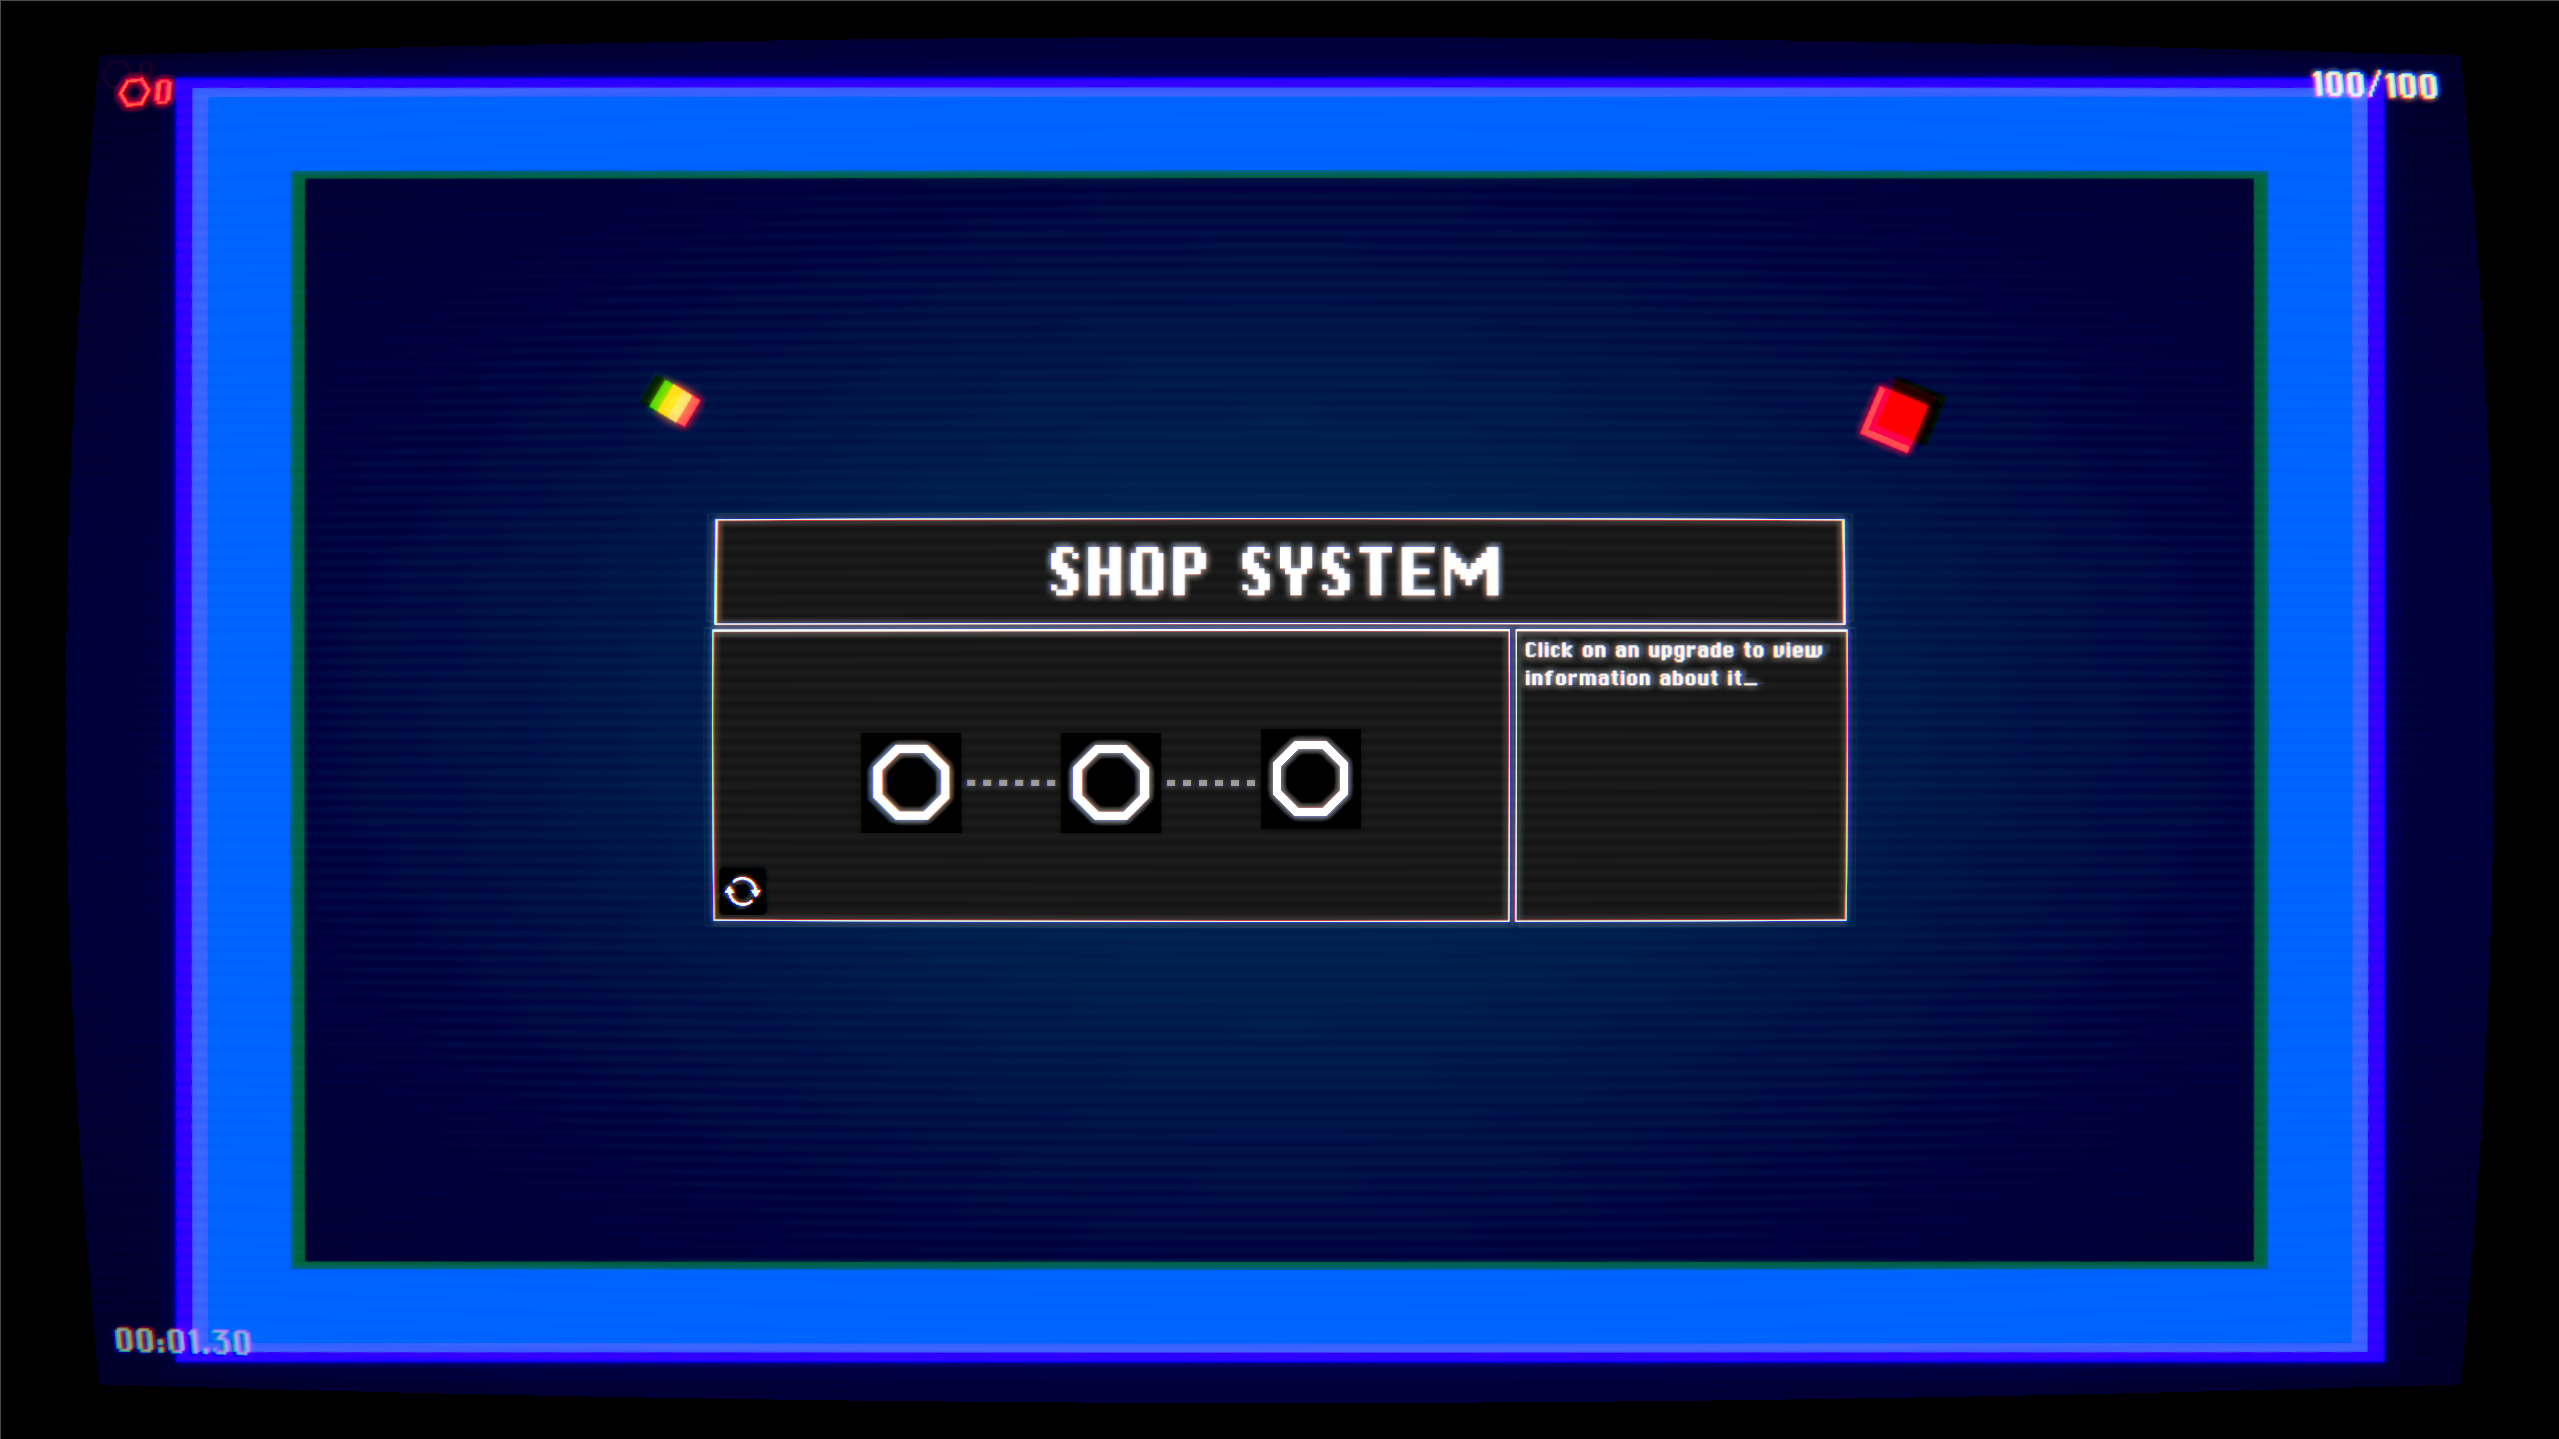 0
100/100
SHOP SYSTEM
Click on an upgrade to view
information about it_
00:01.30